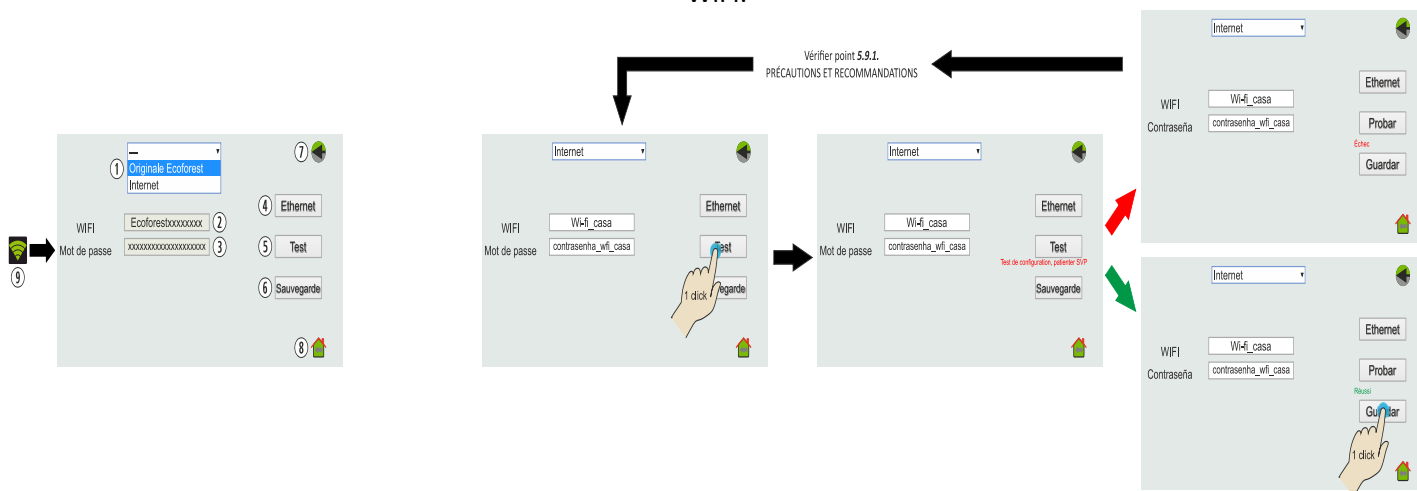 Vérifier point 5.9.1.
PRÉCAUTIONS ET RECOMMANDATIONS
9
1
—
Originale Ecoforest
Internet
7
WIFI
Ecoforestxxxxxxxx
2
Mot de passe
xxxxxxxxxxxxxxxxxxxx
3
4
Ethernet
5
Test
6
Sauvegarde
8
Internet
Ethernet
WIFI
Wi-fi_casa
Mot de passe
contrasenha_wfi_casa
Test
egarde
1 click
Internet
Ethernet
WIFI
Wi-fi_casa
Mot de passe
contrasenha_wfi_casa
Test
Test de configuration, patienter SVP
Sauvegarde
Internet
Ethernet
WIFI
Wi-fi_casa
Contraseña
contrasenha_wfi_casa
Probar
Échec
Guardar
Internet
Ethernet
WIFI
Wi-fi_casa
Contraseña
contrasenha_wfi_casa
Probar
Réussi
Guardar
1 click